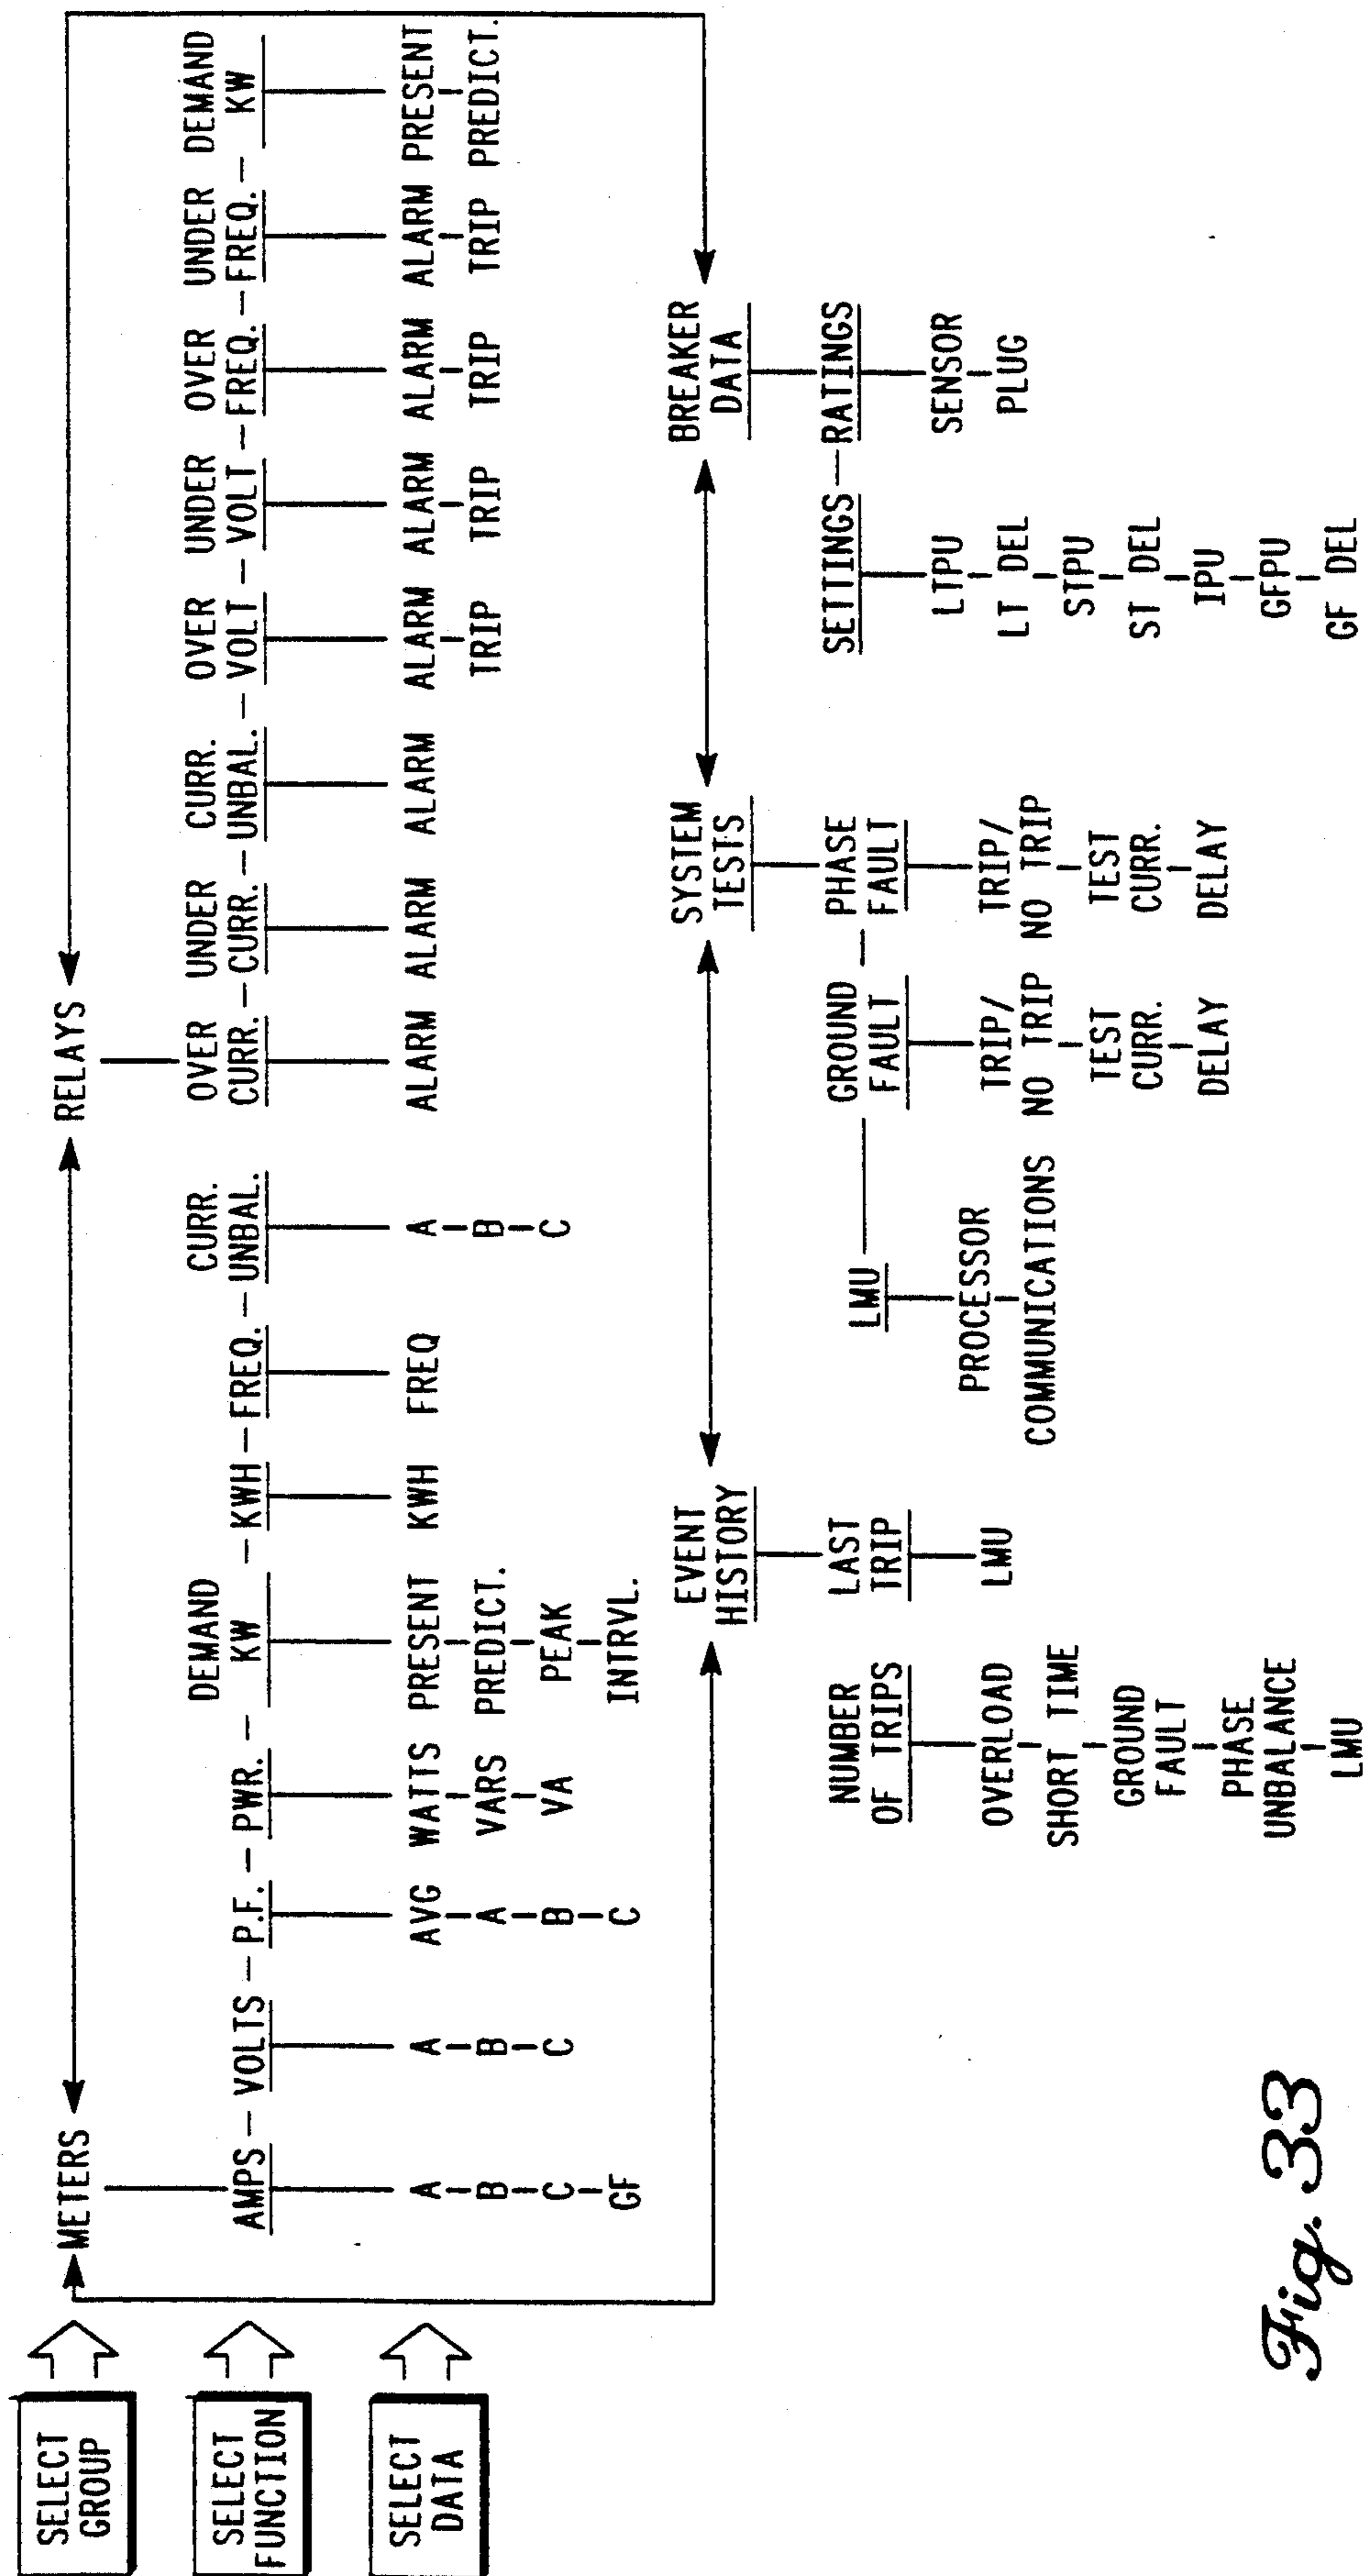 SELECT
GROUP
METERS
RELAYS
SELECT
FUNCTION
AMPS
VOLTS
P.F.
PWR.
DEMAND
KW
KWH
FREQ.
CURR.
UNBAL.
OVER
CURR.
UNDER
CURR.
CURR.
UNBAL.
OVER
VOLT
UNDER
VOLT
OVER
FREQ.
UNDER
FREQ.
DEMAND
KW
SELECT
DATA
A
B
C
GF
A
B
C
AVG
A
B
C
WATTS
VARS
VA
PRESENT
PREDICT.
PEAK
INTRVL.
KWH
FREQ
A
B
C
ALARM
ALARM
ALARM
ALARM
TRIP
ALARM
TRIP
ALARM
TRIP
ALARM
TRIP
PRESENT
PREDICT.
EVENT
HISTORY
NUMBER
OF TRIPS
OVERLOAD
SHORT TIME
GROUND
FAULT
PHASE
UNBALANCE
LMU
LAST
TRIP
LMU
SYSTEM
TESTS
LMU
PROCESSOR
COMMUNICATIONS
GROUND
FAULT
TRIP/
NO TRIP
TEST
CURR.
DELAY
PHASE
FAULT
TRIP/
NO TRIP
TEST
CURR.
DELAY
BREAKER
DATA
SETTINGS
LTPU
LT DEL
STPU
ST DEL
IPU
GFPU
GF DEL
RATINGS
SENSOR
PLUG
Fig. 33